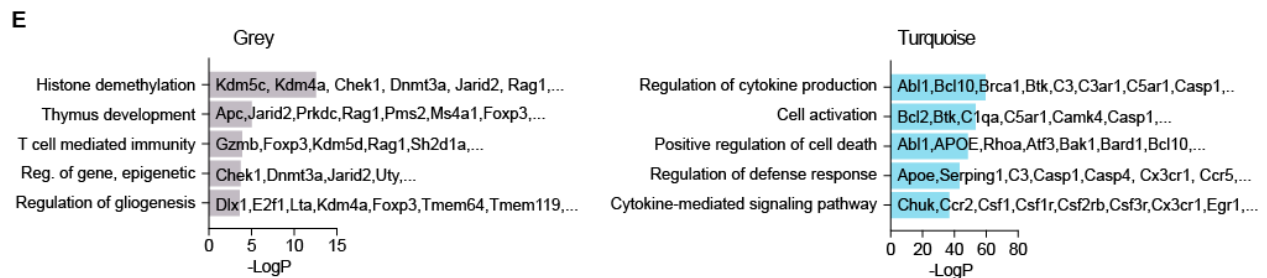 E
Grey
Histone demethylation Kdm5c, Kdm4a, Chek1, Dnmt3a, Jarid2, Rag1,...
Thymus development Apc,Jarid2,Prkdc,Rag1,Pms2,Ms4a1,Foxp3,...
T cell mediated immunity Gzmb,Foxp3,Kdm5d,Rag1,Sh2d1a,...
Reg. of gene, epigenetic Chek1,Dnmt3a,Jarid2,Uty,...
Regulation of gliogenesis Dlx1,E2f1,Lta,Kdm4a,Foxp3,Tmem64,Tmem119,...
0 5 10 15
-LogP
Turquoise
Regulation of cytokine production Abl1,Bcl10,Brca1,Btk,C3,C3ar1,C5ar1,Casp1,..
Cell activation Bcl2,Btk,C1qa,C5ar1,Camk4,Casp1,...
Positive regulation of cell death Abl1,APOE,Rhoa,Atf3,Bak1,Bard1,Bcl10,...
Regulation of defense response Apoe,Serping1,C3,Casp1,Casp4, Cx3cr1, Ccr5,...
Cytokine-mediated signaling pathway Chuk,Ccr2,Csf1,Csf1r,Csf2rb,Csf3r,Cx3cr1,Egr1,...
0 20 40 60 80
-LogP